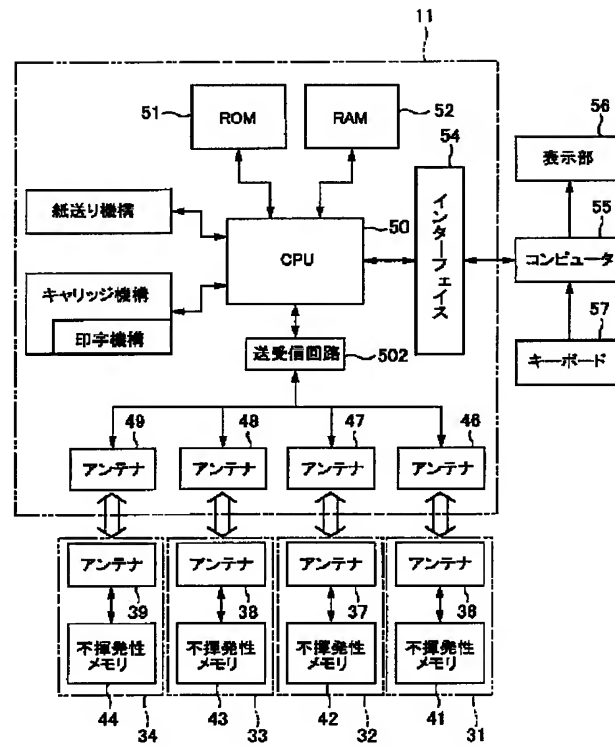 11
51
ROM
RAM
52
54
56
表示部
紙送り機構
50
CPU
インターフェイス
55
コンピュータ
キャリッジ機構
印字機構
57
キーボード
送受信回路
502
49
48
47
46
アンテナ
アンテナ
アンテナ
アンテナ
アンテナ
アンテナ
アンテナ
アンテナ
39
38
37
36
不揮発性
メモリ
不揮発性
メモリ
不揮発性
メモリ
不揮発性
メモリ
44
34
43
33
42
32
41
31